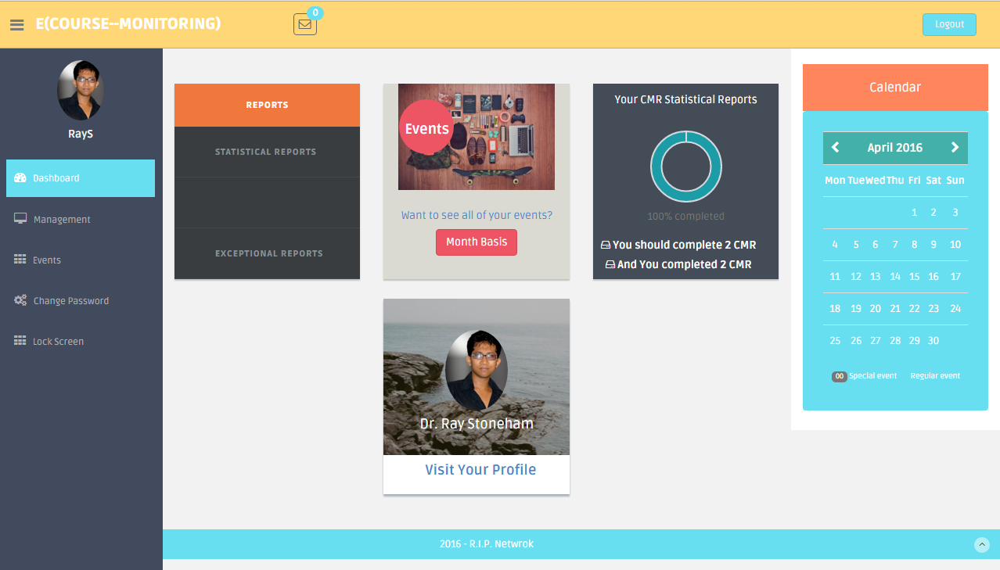 E(COURSE--MONITORING)
0
Logout
RayS
Dashboard
Management
Events
Change Password
Lock Screen
REPORTS
STATISTICAL REPORTS
EXCEPTIONAL REPORTS
Events
Want to see all of your events?
Month Basis
Your CMR Statistical Reports
100% completed
You should complete 2 CMR
And You completed 2 CMR
Dr. Ray Stoneham
Visit Your Profile
Calendar
April 2016
Mon Tue Wed Thu Fri Sat Sun
1 2 3
4 5 6 7 8 9 10
11 12 13 14 15 16 17
18 19 20 21 22 23 24
25 26 27 28 29 30
00 Special event Regular event
2016 - R.I.P. Netwrok